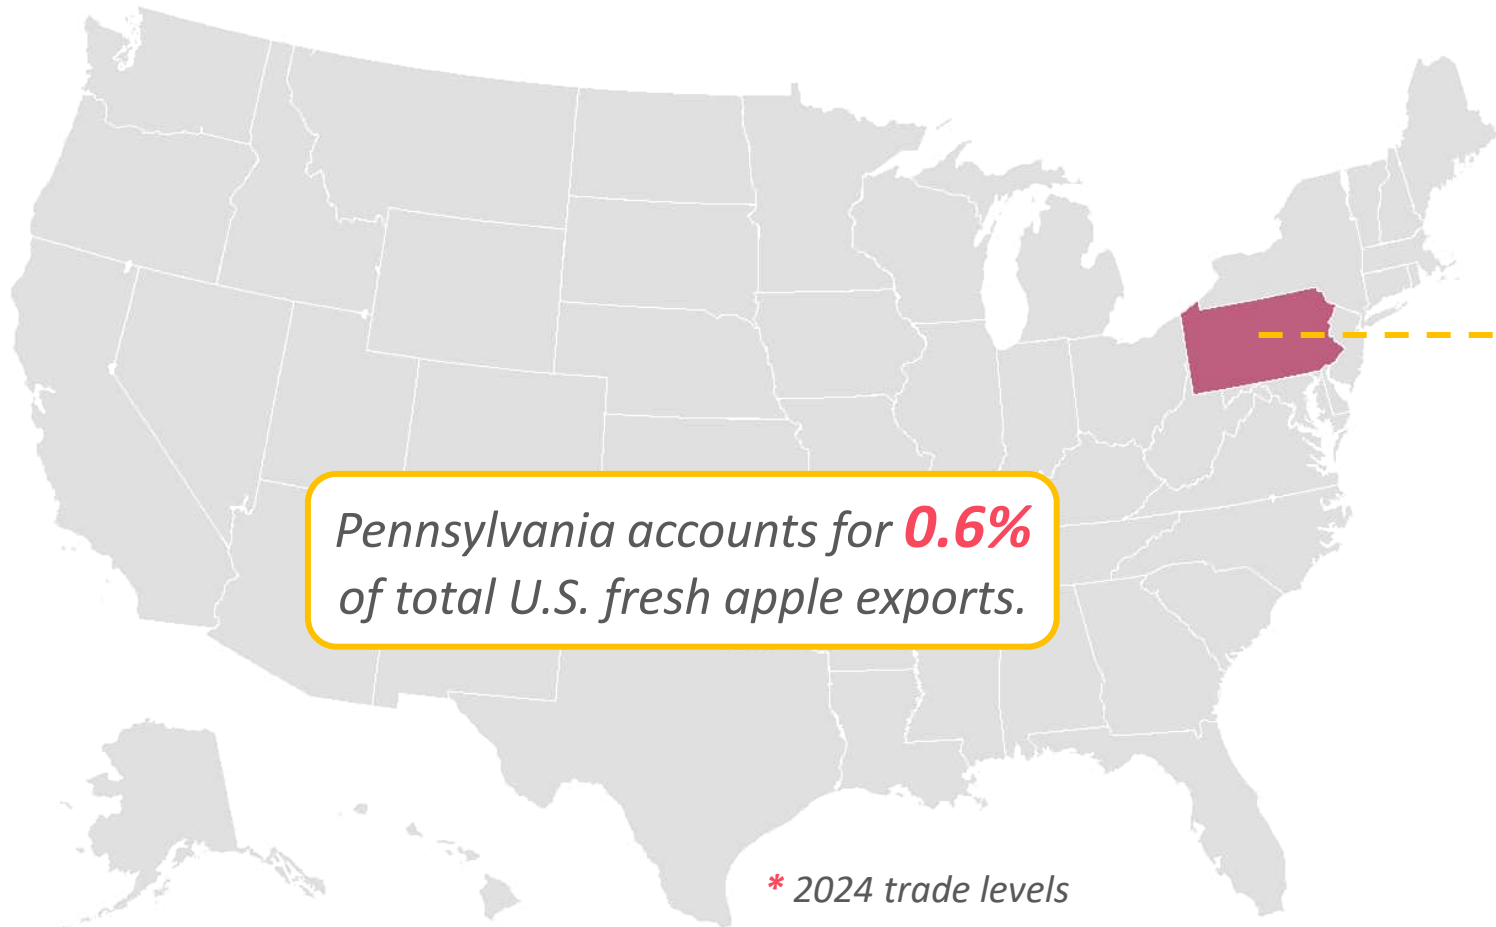 Pennsylvania accounts for 0.6%
of total U.S. fresh apple exports.
* 2024 trade levels